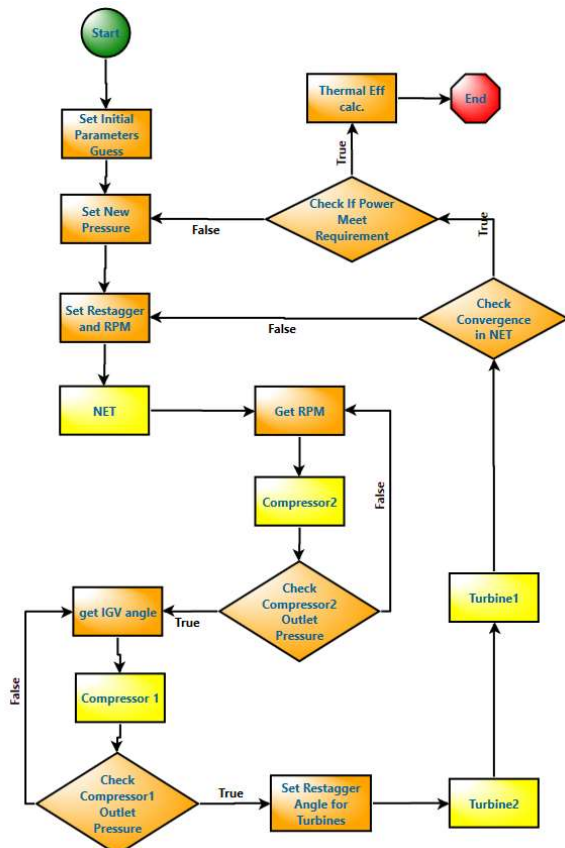 Start
Set Initial
Parameters
Guess
Set New
Pressure
Set Restagger
and RPM
NET
Get RPM
Compressor2
Check
Compressor2
Outlet
Pressure
False
True
get IGV angle
Compressor 1
Check
Compressor1
Outlet
Pressure
False
True
Set Restagger
Angle for
Turbines
Turbine2
Turbine1
Check
Convergence
in NET
False
True
Check If Power
Meet
Requirement
False
True
Thermal Eff
calc.
End